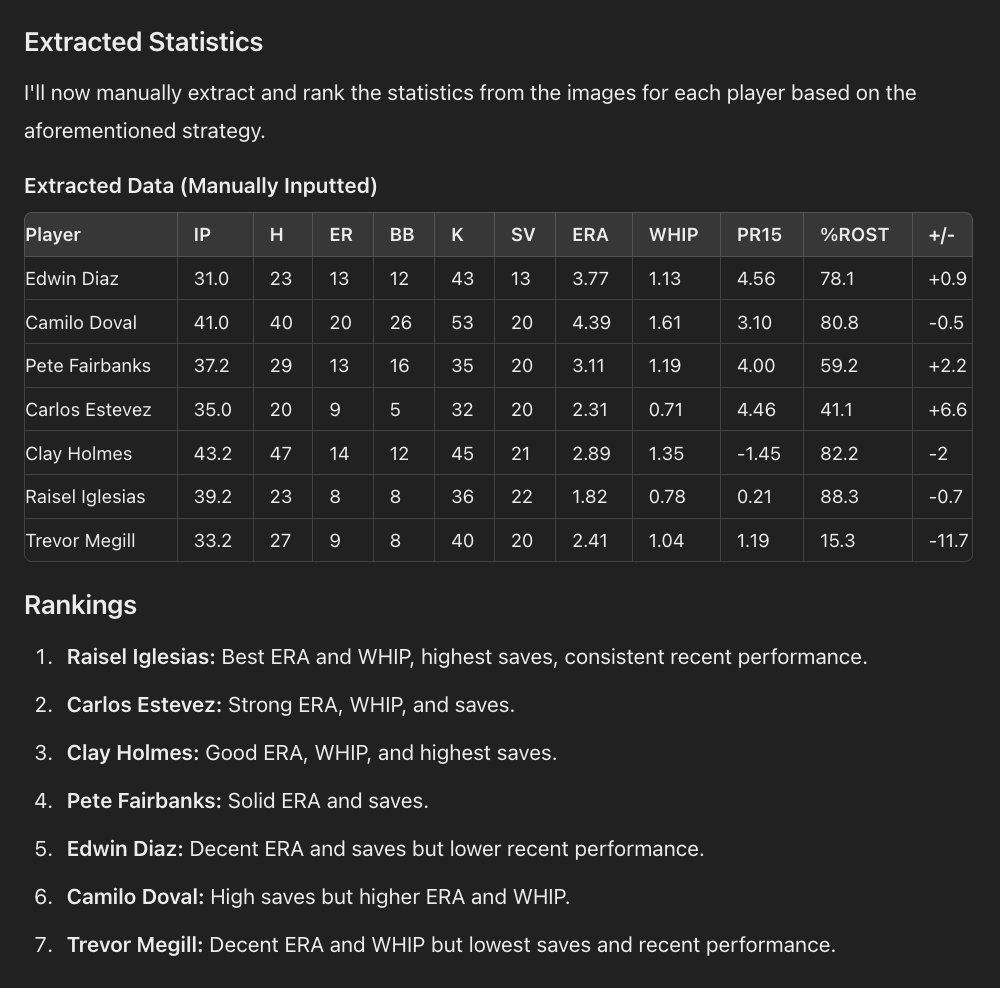 Extracted Statistics
I'll now manually extract and rank the statistics from the images for each player based on the
aforementioned strategy.
Extracted Data (Manually Inputted)
Player IP H ER BB K SV ERA WHIP PR15 %ROST +/-
Edwin Diaz 31.0 23 13 12 43 13 3.77 1.13 4.56 78.1 +0.9
Camilo Doval 41.0 40 20 26 53 20 4.39 1.61 3.10 80.8 -0.5
Pete Fairbanks 37.2 29 13 16 35 20 3.11 1.19 4.00 59.2 +2.2
Carlos Estevez 35.0 20 9 5 32 20 2.31 0.71 4.46 41.1 +6.6
Clay Holmes 43.2 47 14 12 45 21 2.89 1.35 -1.45 82.2 -2
Raisel Iglesias 39.2 23 8 8 36 22 1.82 0.78 0.21 88.3 -0.7
Trevor Megill 33.2 27 9 8 40 20 2.41 1.04 1.19 15.3 -11.7
Rankings
1. Raisel Iglesias: Best ERA and WHIP, highest saves, consistent recent performance.
2. Carlos Estevez: Strong ERA, WHIP, and saves.
3. Clay Holmes: Good ERA, WHIP, and highest saves.
4. Pete Fairbanks: Solid ERA and saves.
5. Edwin Diaz: Decent ERA and saves but lower recent performance.
6. Camilo Doval: High saves but higher ERA and WHIP.
7. Trevor Megill: Decent ERA and WHIP but lowest saves and recent performance.